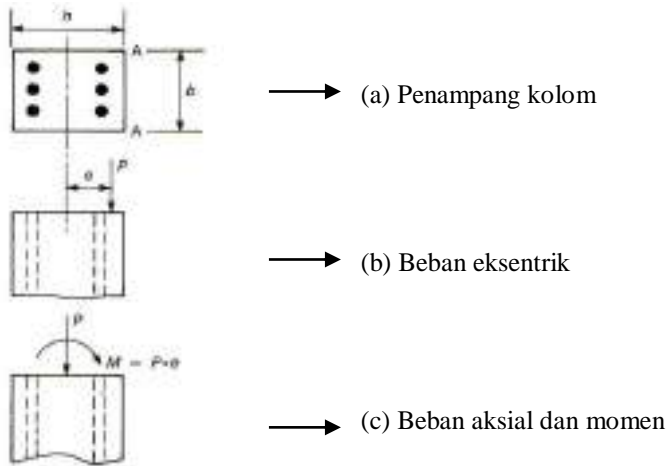 h
A
b
(a) Penampang kolom
A
P
e
(b) Beban eksentrik
P
M = P•e
(c) Beban aksial dan momen